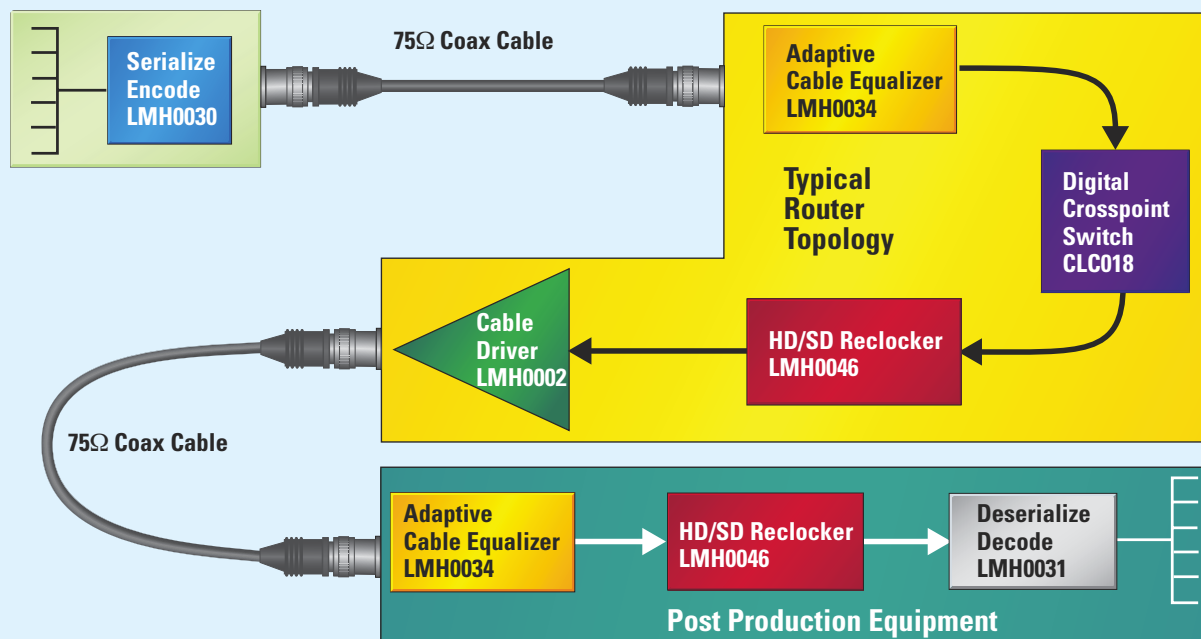 75Ω Coax Cable
Serialize
Encode
LMH0030
Adaptive
Cable Equalizer
LMH0034
Typical
Router
Topology
Digital
Crosspoint
Switch
CLC018
HD/SD Reclocker
LMH0046
Cable
Driver
LMH0002
75Ω Coax Cable
Adaptive
Cable Equalizer
LMH0034
HD/SD Reclocker
LMH0046
Deserialize
Decode
LMH0031
Post Production Equipment